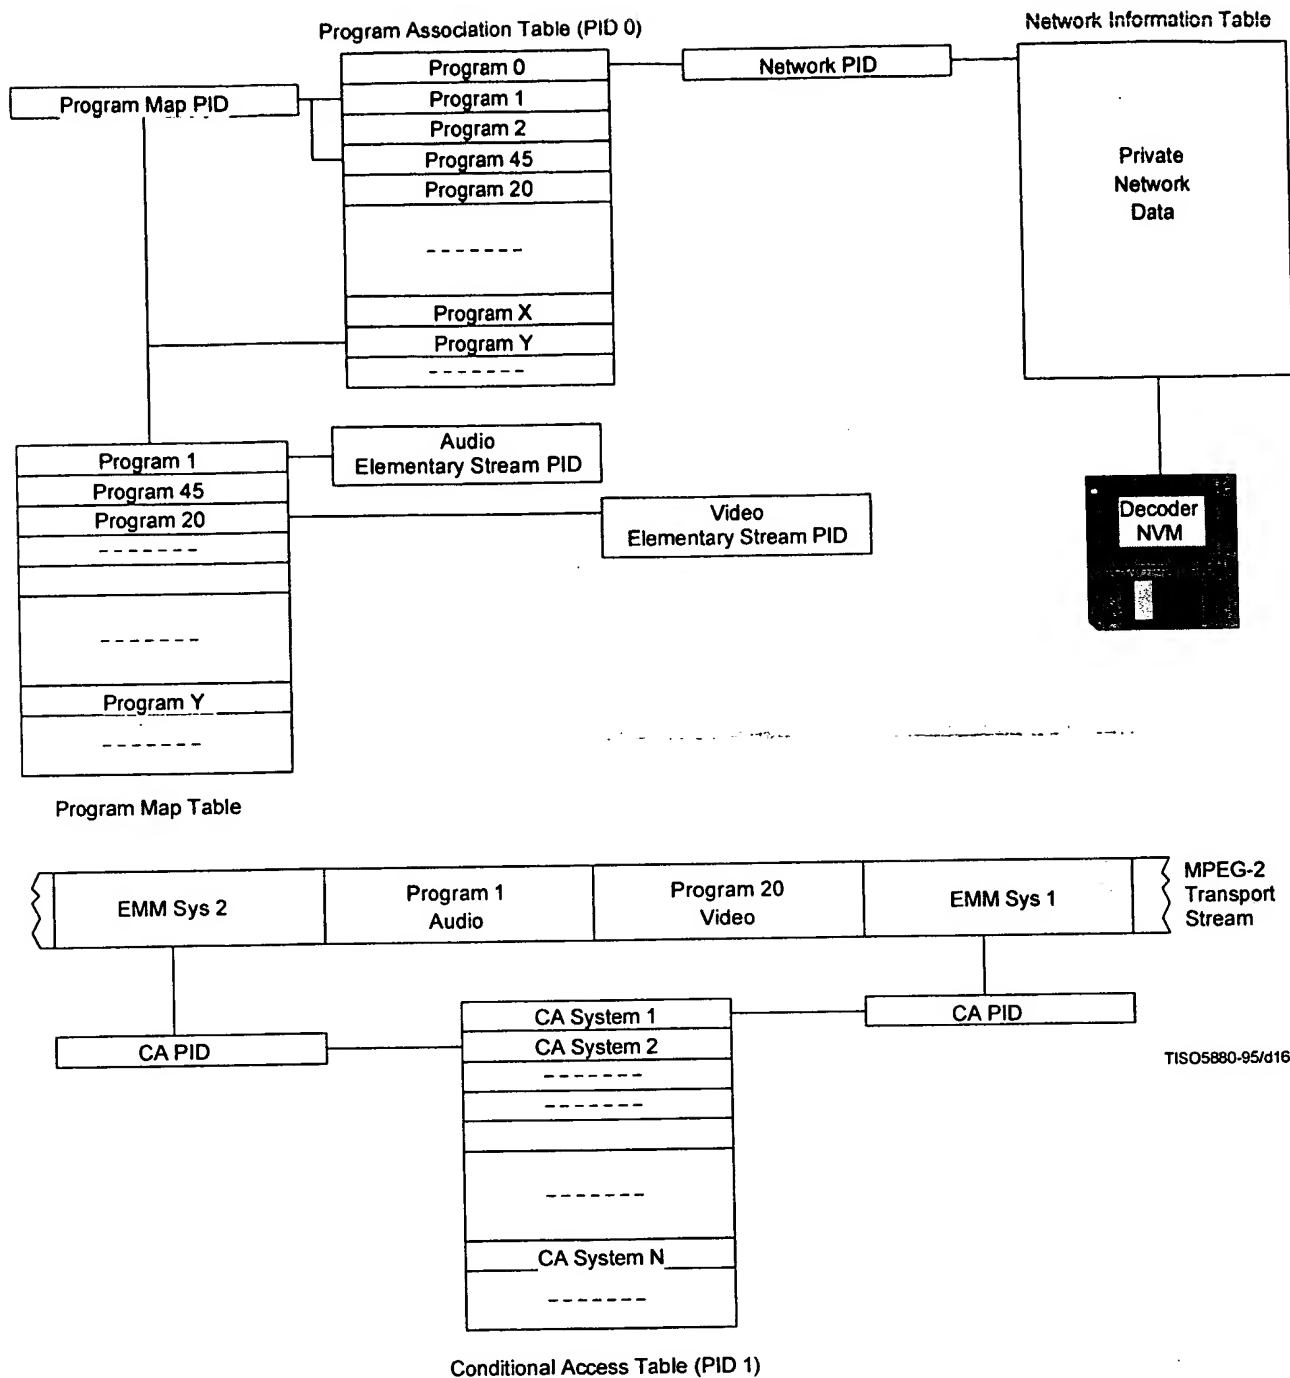 Program Association Table (PID 0)
Network Information Table
Program 0
Network PID
Program Map PID
Program 1
Program 2
Program 45
Program 20
Private
Network
Data
Program X
Program Y
Audio
Elementary Stream PID
Program 1
Program 45
Program 20
Video
Elementary Stream PID
Decoder
NVM
Program Y
Program Map Table
EMM Sys 2
Program 1
Audio
Program 20
Video
EMM Sys 1
MPEG-2
Transport
Stream
CA System 1
CA PID
CA PID
CA System 2
TISO5880-95/d16
CA System N
Conditional Access Table (PID 1)